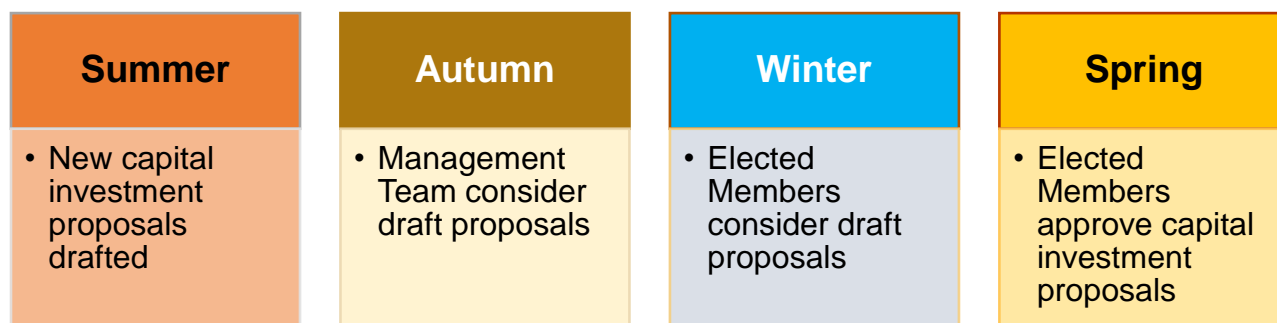 Summer
• New capital
investment
proposals
drafted
Autumn
• Management
Team consider
draft proposals
Winter
• Elected
Members
consider draft
proposals
Spring
• Elected
Members
approve capital
investment
proposals